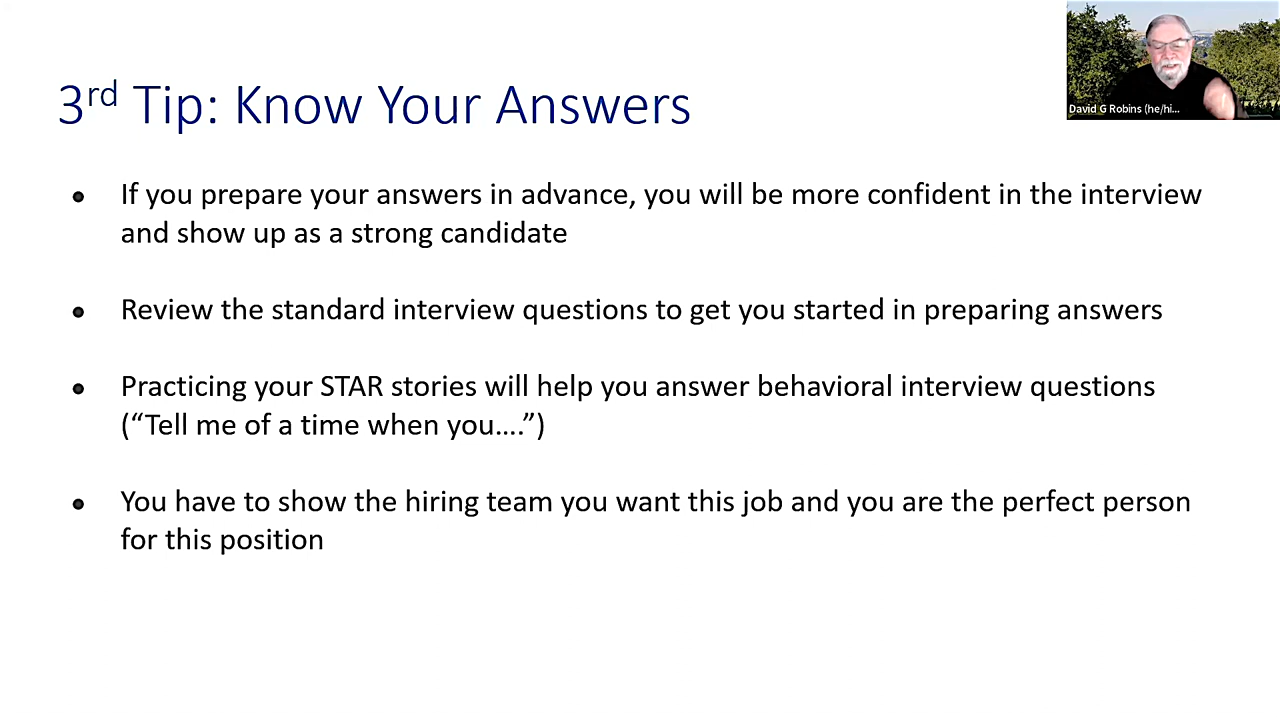 3rd Tip: Know Your Answers
David G Robins (he/hi...
● If you prepare your answers in advance, you will be more confident in the interview
and show up as a strong candidate
● Review the standard interview questions to get you started in preparing answers
● Practicing your STAR stories will help you answer behavioral interview questions
(“Tell me of a time when you....”)
● You have to show the hiring team you want this job and you are the perfect person
for this position